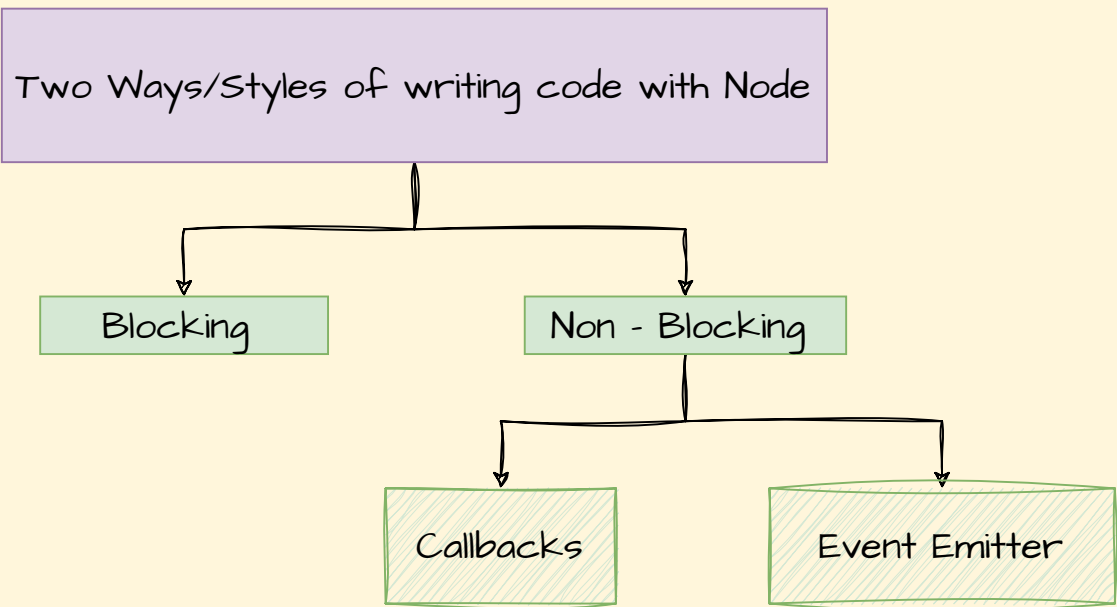 Two Ways/Styles of writing code with Node
Blocking
Non - Blocking
Callbacks
Event Emitter